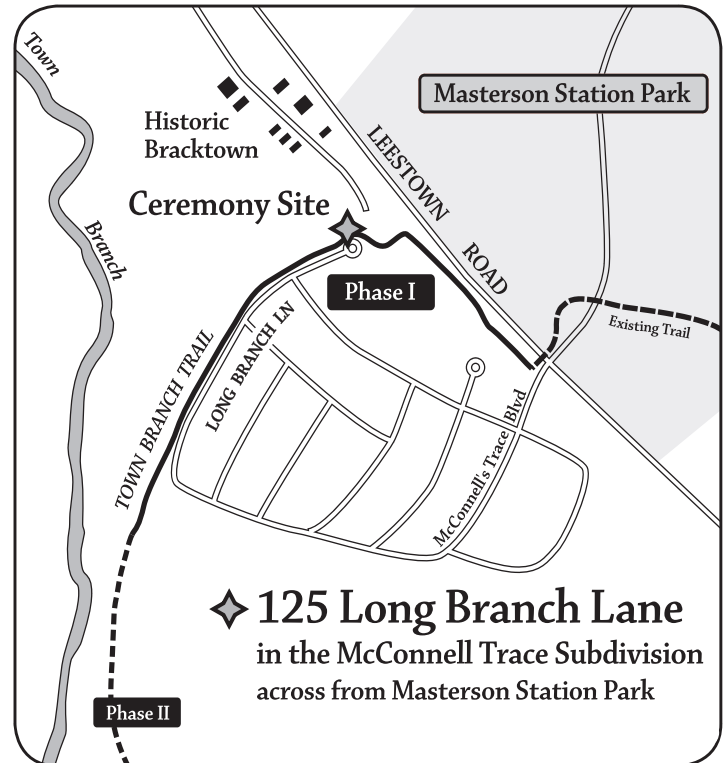 Town
Masterson Station Park
Historic
Bracktown
LEESTOWN
ROAD
Ceremony Site
Branch
Phase I
Existing Trail
TOWN BRANCH TRAIL
LONG BRANCH LN
McConnell's Trace Blvd
125 Long Branch Lane
in the McConnell Trace Subdivision
across from Masterson Station Park
Phase II